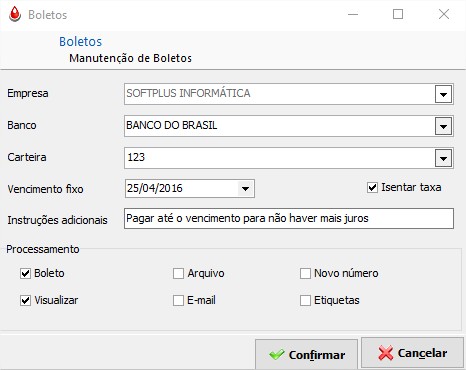 Boletos
Boletos
Manutenção de Boletos
Empresa SOFTPLUS INFORMÁTICA
Banco BANCO DO BRASIL
Carteira 123
Vencimento fixo 25/04/2016 Isentar taxa
Instruções adicionais Pagar até o vencimento para não haver mais juros
Processamento
Boleto Arquivo Novo número
Visualizar E-mail Etiquetas
Confirmar Cancelar